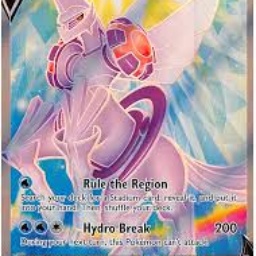 Rule the Region
Search your deck for a Stadium card, reveal it, and put it
into your hand. Then, shuffle your deck.
Hydro Break 200
During your next turn, this Pokémon can't attack.